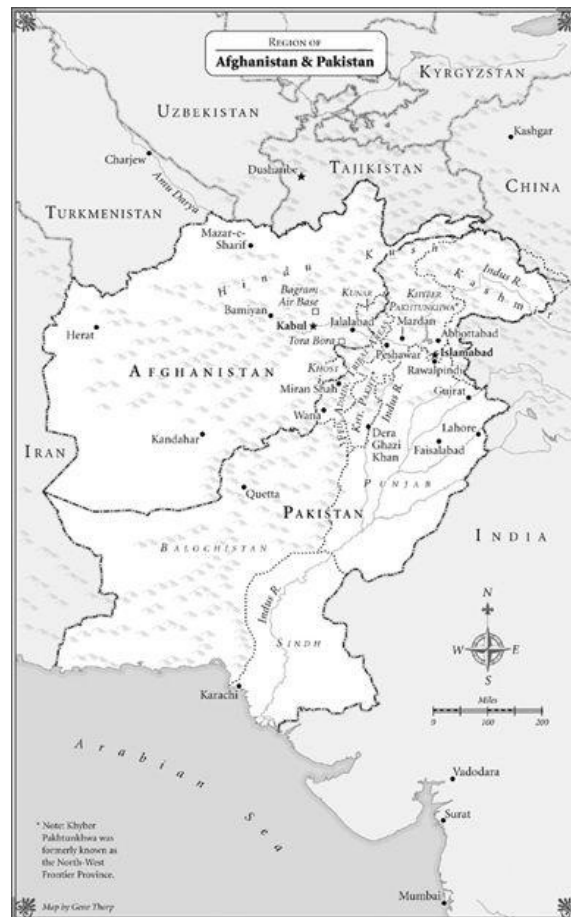 REGION OF
Afghanistan & Pakistan
KYRGYZSTAN
UZBEKISTAN
Kashgar
Charjew
Dushanbe
TAJIKISTAN
CHINA
Amu Darya
TURKMENISTAN
Mazar-e-
Sharif
Hindu Kush
Indus R.
Kashmir
Bagram
Air Base
KUNAR
KHYBER
PAKHTUNKHWA
Bamiyan
Mardan
Kabul
Jalalabad
Abbottabad
Herat
Tora Bora
Peshawar
Islamabad
Rawalpindi
AFGHANISTAN
KHOST
Miran Shah
Gujrat
Wana
Indus R.
Lahore
Kandahar
Dera
Ghazi
Khan
Faisalabad
IRAN
PUNJAB
Quetta
PAKISTAN
INDIA
BALOCHISTAN
Indus R.
SINDH
N
W
E
S
Karachi
Miles
0 100 200
Arabian Sea
Vadodara
Surat
* Note: Khyber
Pakhtunkhwa was
formerly known as
the North-West
Frontier Province.
Mumbai
Map by Gene Thorp